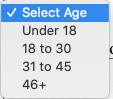 ✓ Select Age
Under 18
18 to 30
31 to 45
46+